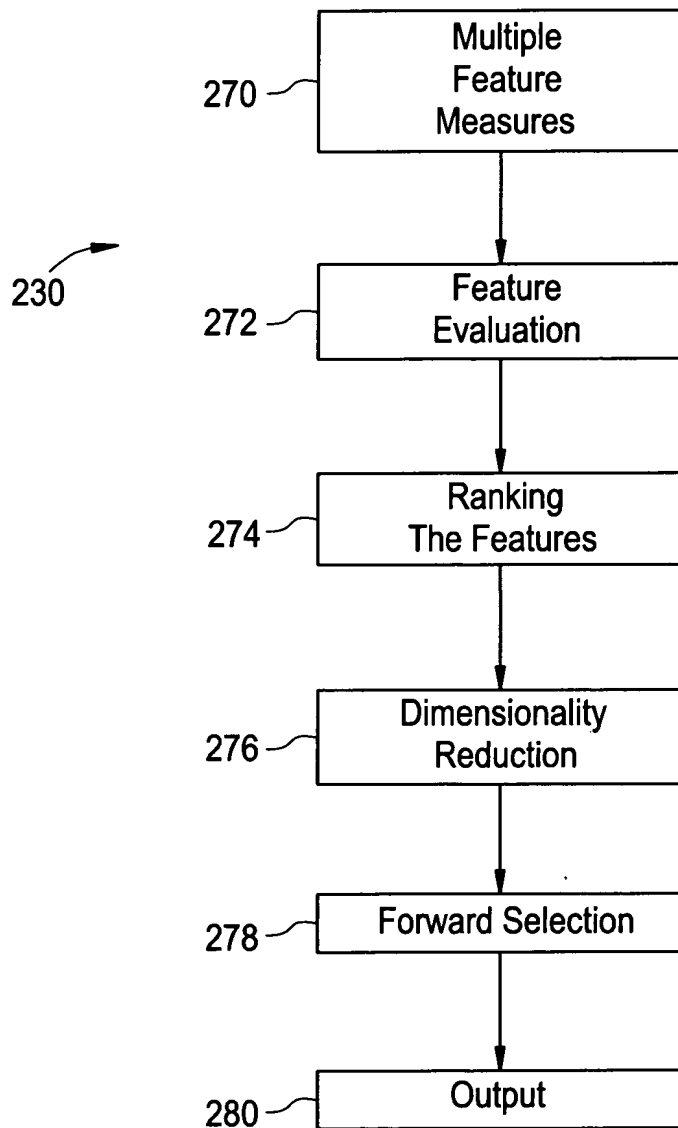 Multiple
Feature
Measures
270
230
Feature
Evaluation
272
Ranking
The Features
274
Dimensionality
Reduction
276
Forward Selection
278
Output
280